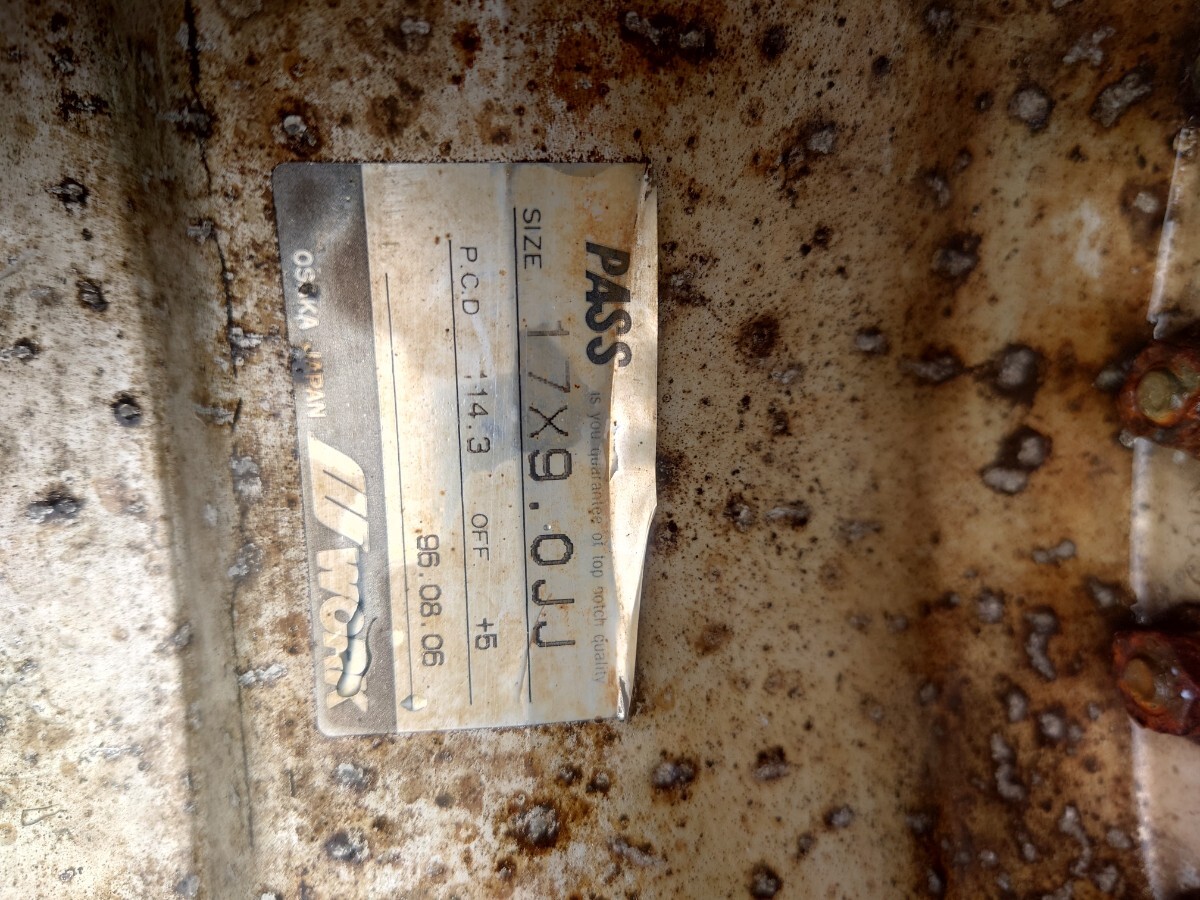 PASS is you guarantee of top notch quality
SIZE 17X9.0JJ
P.C.D 114.3 OFF +5
96.08.06
OSAKA JAPAN WORK